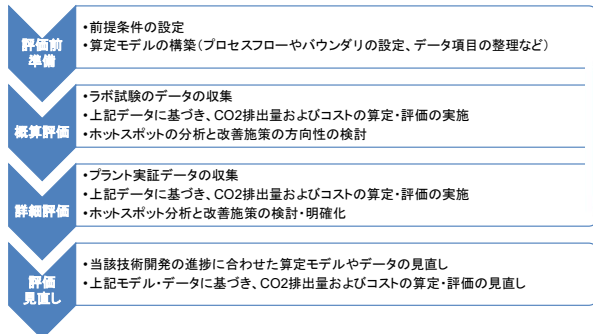 評価前
準備
・前提条件の設定
・算定モデルの構築(プロセスフローやバウンダリの設定、データ項目の整理など)
概算評価
・ラボ試験のデータの収集
・上記データに基づき、CO2排出量およびコストの算定・評価の実施
・ホットスポットの分析と改善施策の方向性の検討
詳細評価
・プラント実証データの収集
・上記データに基づき、CO2排出量およびコストの算定・評価の実施
・ホットスポット分析と改善施策の検討・明確化
評価
見直し
・当該技術開発の進捗に合わせた算定モデルやデータの見直し
・上記モデル・データに基づき、CO2排出量およびコストの算定・評価の見直し